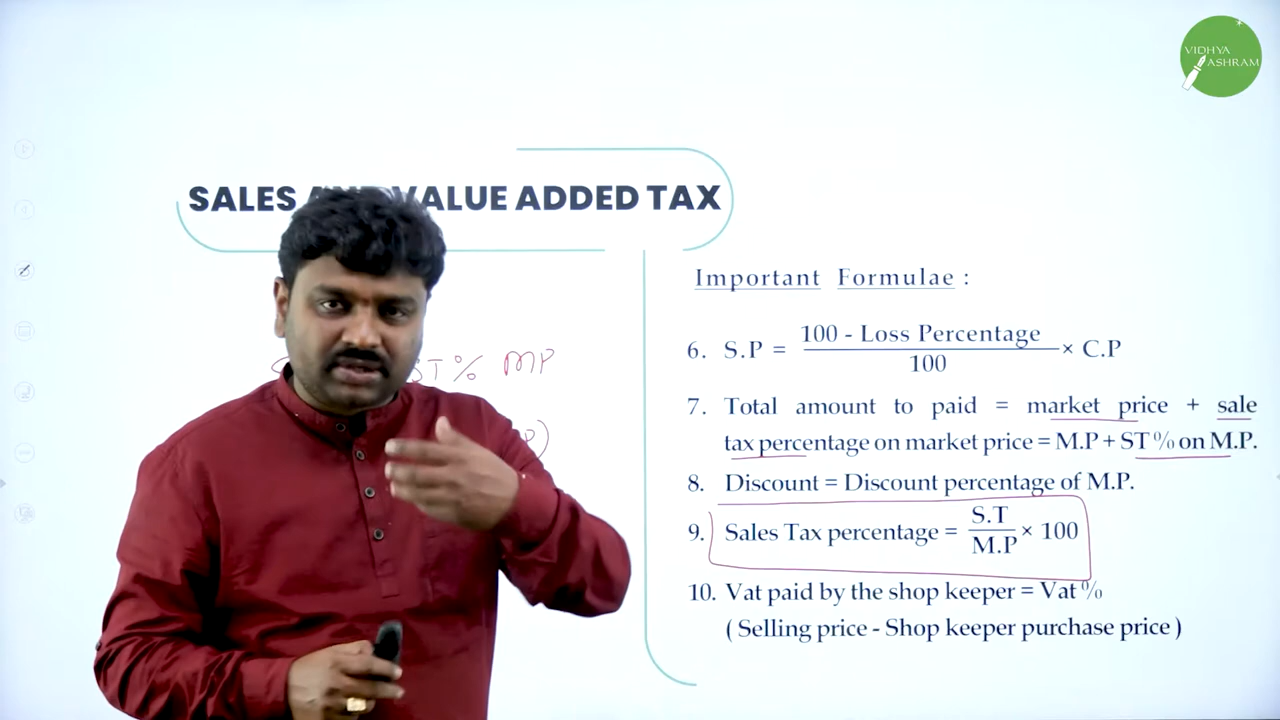 VIDHYA
ASHRAM
SALES VALUE ADDED TAX
Important Formulae :
6. S.P = 100 - Loss Percentage / 100 × C.P
ST% MP
7. Total amount to paid = market price + sale
tax percentage on market price = M.P + ST% on M.P.
8. Discount = Discount percentage of M.P.
9. Sales Tax percentage = S.T / M.P × 100
10. Vat paid by the shop keeper = Vat %
( Selling price - Shop keeper purchase price )